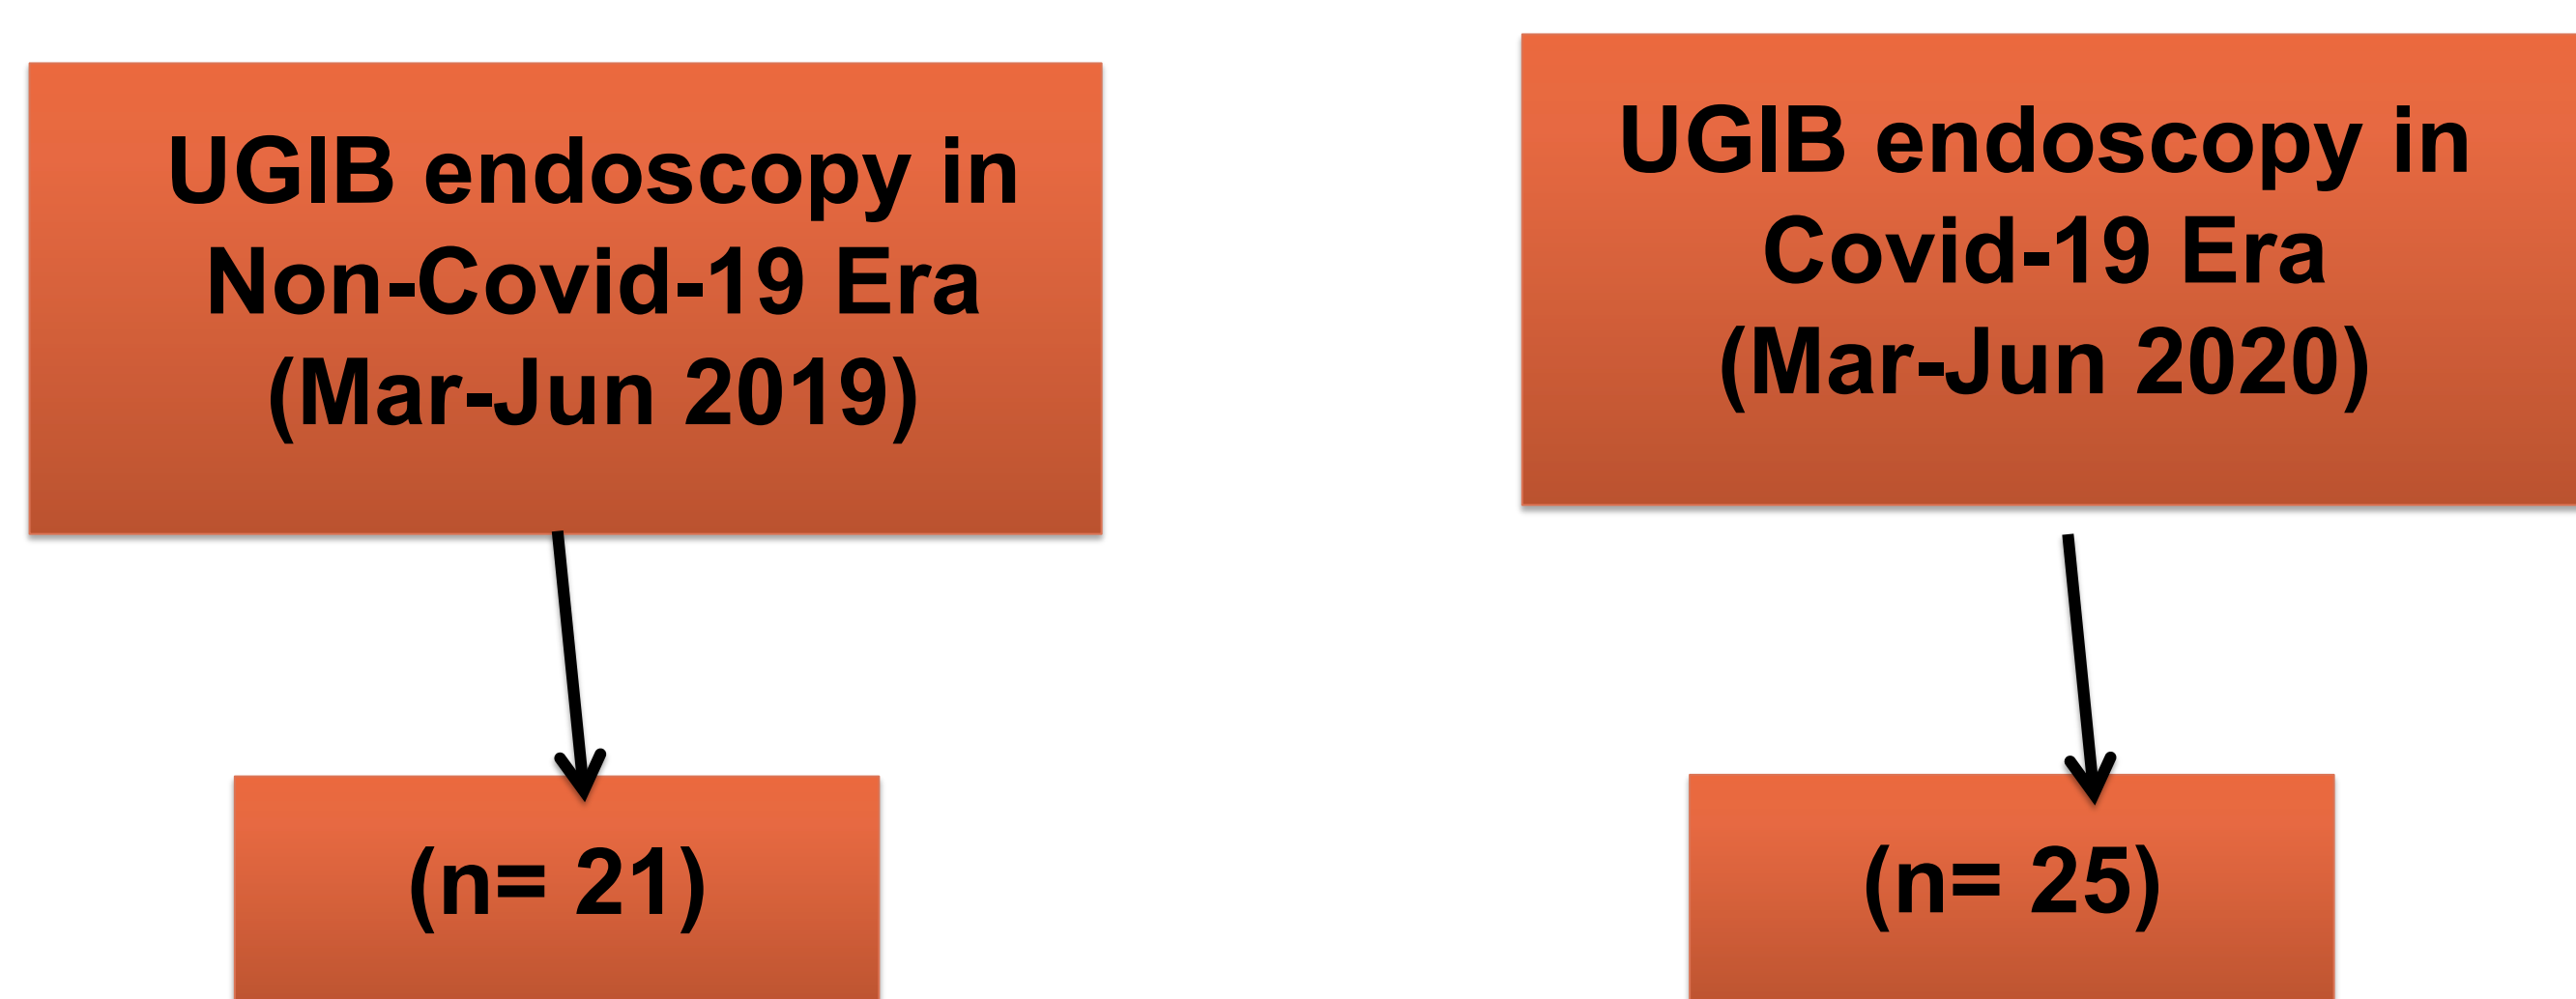 UGIB endoscopy in
Non-Covid-19 Era
(Mar-Jun 2019)
UGIB endoscopy in
Covid-19 Era
(Mar-Jun 2020)
(n= 21)
(n= 25)